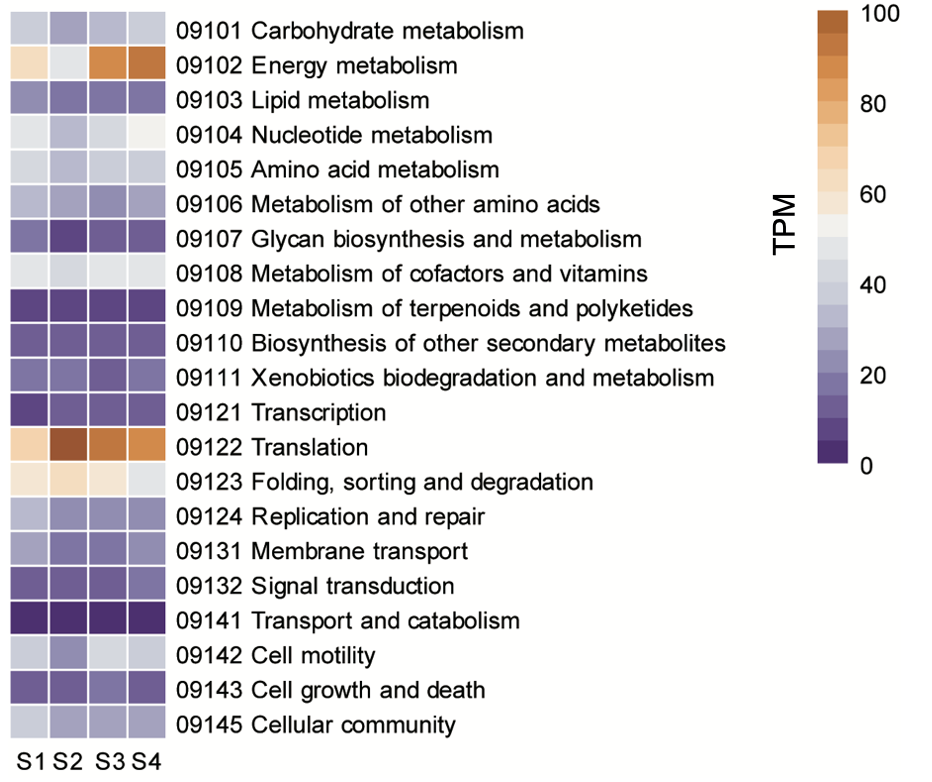 09101 Carbohydrate metabolism
09102 Energy metabolism
09103 Lipid metabolism
09104 Nucleotide metabolism
09105 Amino acid metabolism
09106 Metabolism of other amino acids
09107 Glycan biosynthesis and metabolism
09108 Metabolism of cofactors and vitamins
09109 Metabolism of terpenoids and polyketides
09110 Biosynthesis of other secondary metabolites
09111 Xenobiotics biodegradation and metabolism
09121 Transcription
09122 Translation
09123 Folding, sorting and degradation
09124 Replication and repair
09131 Membrane transport
09132 Signal transduction
09141 Transport and catabolism
09142 Cell motility
09143 Cell growth and death
09145 Cellular community
S1 S2 S3 S4
TPM
100
80
60
40
20
0